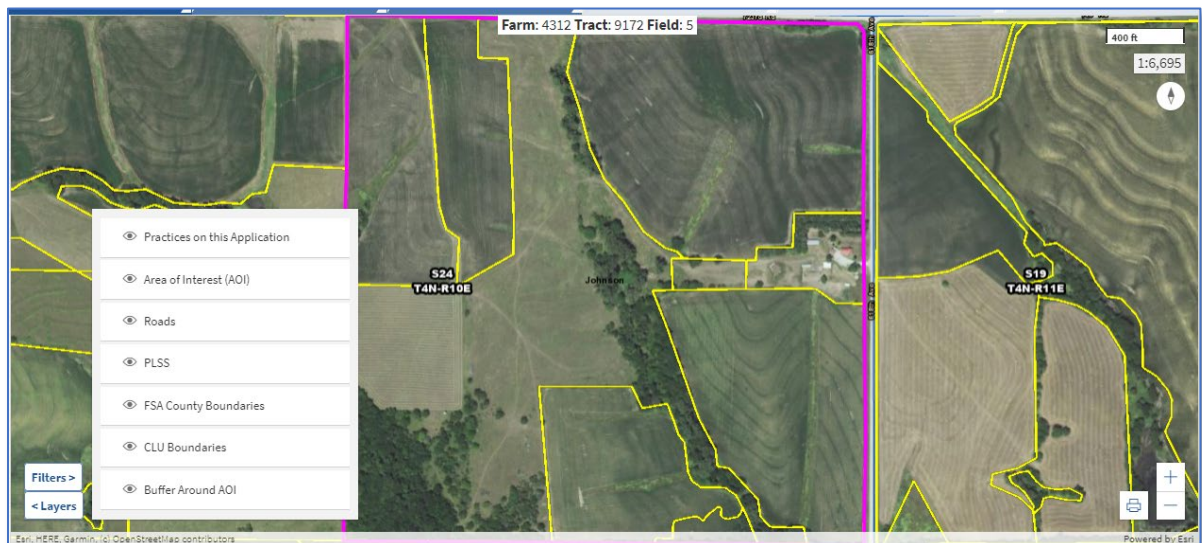 Farm: 4312 Tract: 9172 Field: 5
400 ft
1:6,695
Practices on this Application
Area of Interest (AOI)
Roads
PLSS
FSA County Boundaries
CLU Boundaries
Buffer Around AOI
S24
T4N-R10E
Johnson
S19
T4N-R11E
Filters >
< Layers
+
−
Esri, HERE, Garmin, (c) OpenStreetMap contributors
Powered by Esri